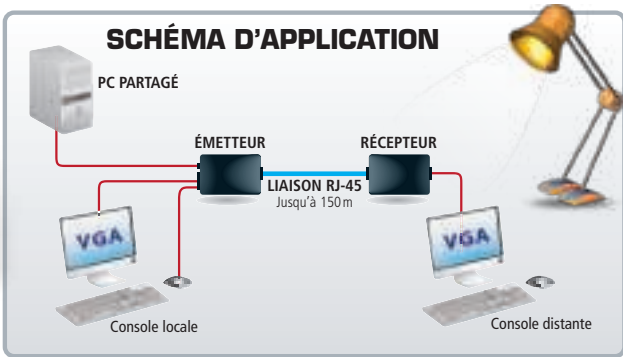 SCHÉMA D'APPLICATION
PC PARTAGÉ
ÉMETTEUR
RÉCEPTEUR
LIAISON RJ-45
Jusqu'à 150 m
VGA
VGA
Console locale
Console distante